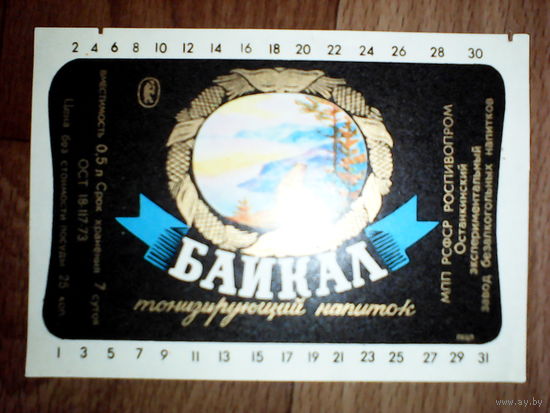 2 4 6 8 10 12 14 16 18 20 22 24 26 28 30
вместимость 0,5 л Срок хранения 7 суток
ОСТ 18-117-73
Цена без стоимости посуды 25 коп
БАЙКАЛ
тонизирующий напиток
МПП РСФСР РОСПИВОПРОМ
Останкинский
экспериментальный
завод безалкогольных напитков
1 3 5 7 9 11 13 15 17 19 21 23 25 27 29 31
www.ay.by